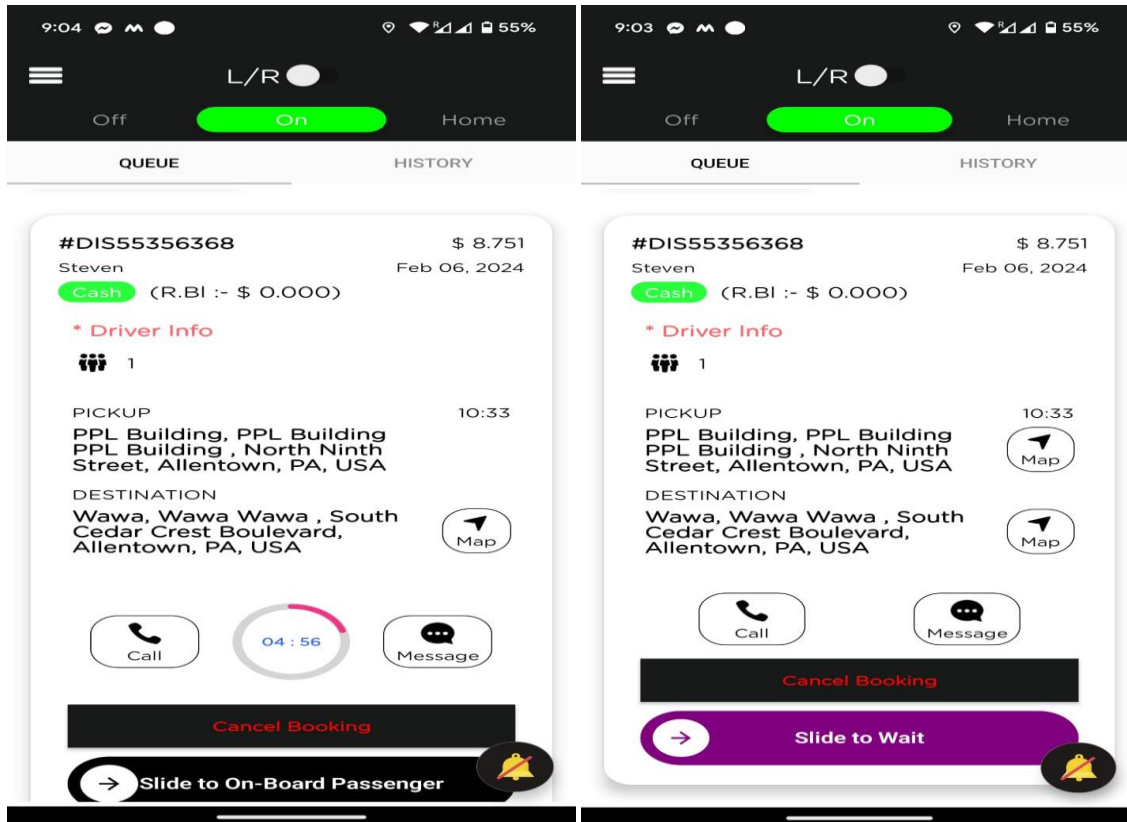 9:04
55%
L/R
Off On Home
QUEUE HISTORY
#DIS55356368 $ 8.751
Steven Feb 06, 2024
Cash (R.Bl :- $ 0.000)
* Driver Info
1
PICKUP 10:33
PPL Building, PPL Building
PPL Building , North Ninth
Street, Allentown, PA, USA
DESTINATION
Wawa, Wawa Wawa , South
Cedar Crest Boulevard,
Allentown, PA, USA
Map
Call 04 : 56 Message
Cancel Booking
Slide to On-Board Passenger
9:03
55%
L/R
Off On Home
QUEUE HISTORY
#DIS55356368 $ 8.751
Steven Feb 06, 2024
Cash (R.Bl :- $ 0.000)
* Driver Info
1
PICKUP 10:33
PPL Building, PPL Building
PPL Building , North Ninth
Street, Allentown, PA, USA
Map
DESTINATION
Wawa, Wawa Wawa , South
Cedar Crest Boulevard,
Allentown, PA, USA
Map
Call Message
Cancel Booking
Slide to Wait